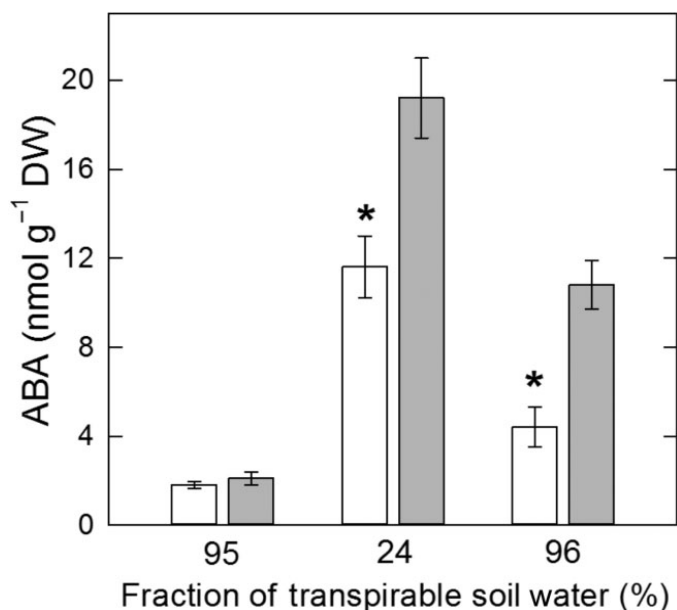 ABA (nmol g⁻¹ DW)
20
16
12
8
4
0
*
*
95 24 96
Fraction of transpirable soil water (%)